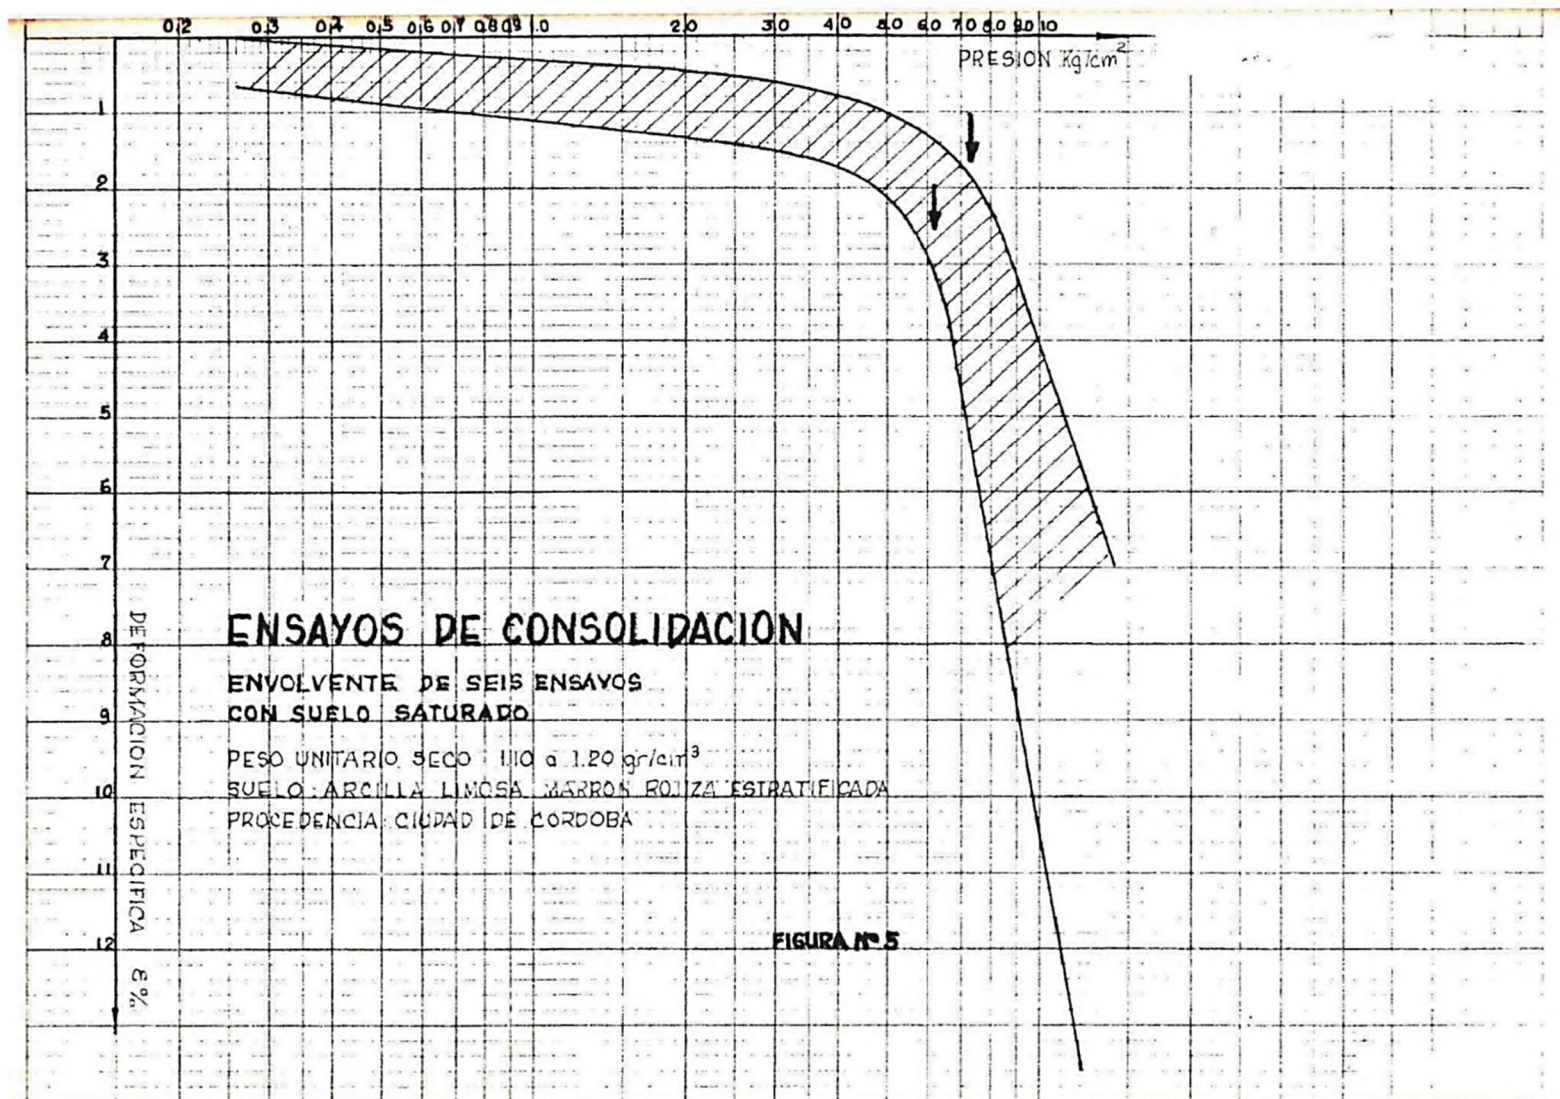 0.2 0.3 0.4 0.5 0.6 0.7 0.8 0.9 1.0 2.0 3.0 4.0 5.0 6.0 7.0 8.0 9.0 10
PRESION Kg/cm²
1
2
3
4
5
6
7
8
9
10
11
12
DEFORMACION ESPECIFICA ε%
ENSAYOS DE CONSOLIDACION
ENVOLVENTE DE SEIS ENSAYOS
CON SUELO SATURADO
PESO UNITARIO SECO : 1.10 a 1.20 gr/cm³
SUELO : ARCILLA LIMOSA MARRON ROJIZA ESTRATIFICADA
PROCEDENCIA : CIUDAD DE CORDOBA
FIGURA Nº 5